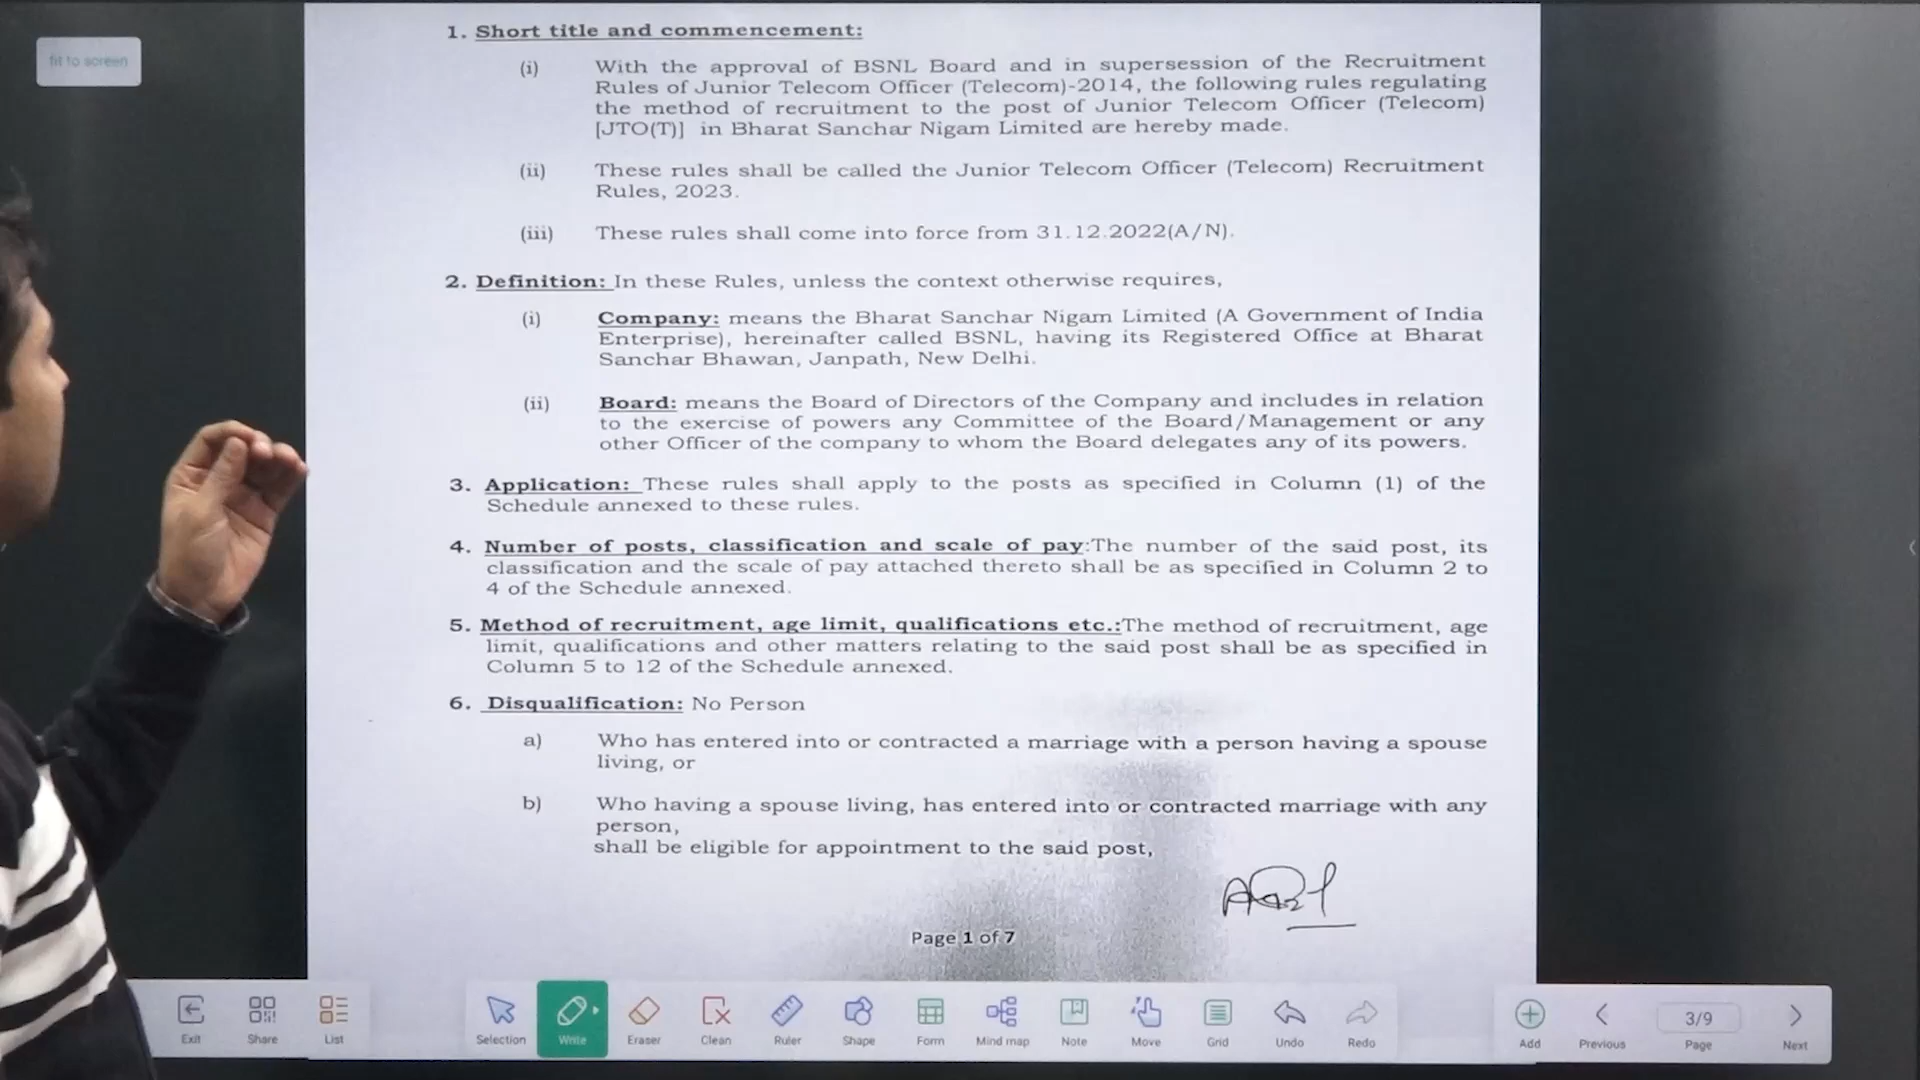 fit to screen
1. Short title and commencement:
(i) With the approval of BSNL Board and in supersession of the Recruitment
Rules of Junior Telecom Officer (Telecom)-2014, the following rules regulating
the method of recruitment to the post of Junior Telecom Officer (Telecom)
[JTO(T)] in Bharat Sanchar Nigam Limited are hereby made.
(ii) These rules shall be called the Junior Telecom Officer (Telecom) Recruitment
Rules, 2023.
(iii) These rules shall come into force from 31.12.2022(A/N).
2. Definition: In these Rules, unless the context otherwise requires,
(i) Company: means the Bharat Sanchar Nigam Limited (A Government of India
Enterprise), hereinafter called BSNL, having its Registered Office at Bharat
Sanchar Bhawan, Janpath, New Delhi.
(ii) Board: means the Board of Directors of the Company and includes in relation
to the exercise of powers any Committee of the Board/Management or any
other Officer of the company to whom the Board delegates any of its powers.
3. Application: These rules shall apply to the posts as specified in Column (1) of the
Schedule annexed to these rules.
4. Number of posts, classification and scale of pay:The number of the said post, its
classification and the scale of pay attached thereto shall be as specified in Column 2 to
4 of the Schedule annexed.
5. Method of recruitment, age limit, qualifications etc.:The method of recruitment, age
limit, qualifications and other matters relating to the said post shall be as specified in
Column 5 to 12 of the Schedule annexed.
6. Disqualification: No Person
a) Who has entered into or contracted a marriage with a person having a spouse
living, or
b) Who having a spouse living, has entered into or contracted marriage with any
person,
shall be eligible for appointment to the said post,
Page 1 of 7
Exit Share List Selection Write Eraser Clean Ruler Shape Form Mind map Note Move Grid Undo Redo Add Previous 3/9 Page Next